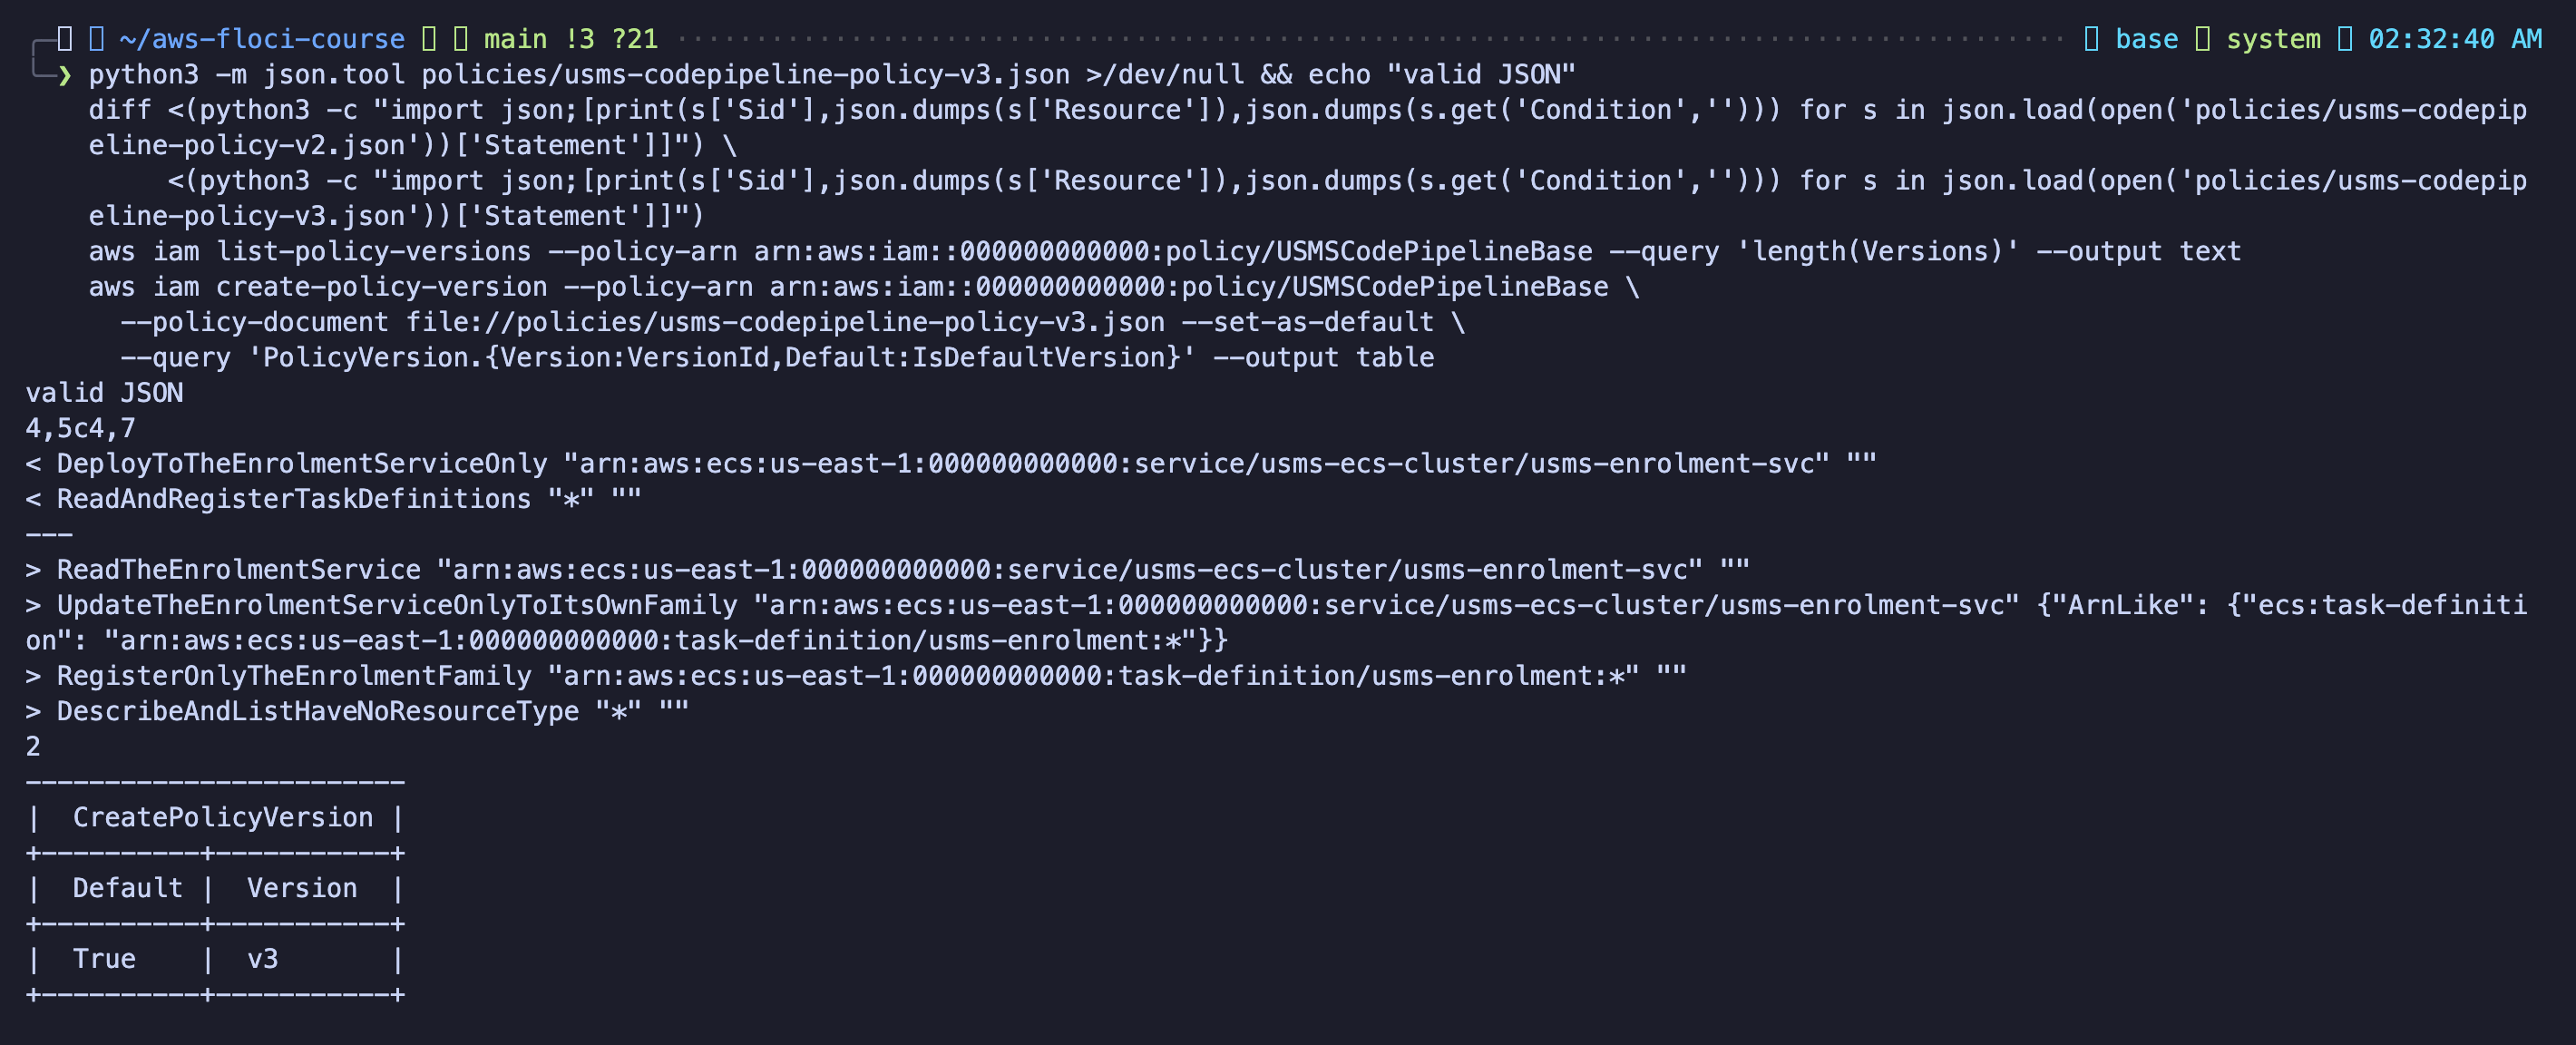 ~/aws-floci-course main !3 ?21 base system 02:32:40 AM
❯ python3 -m json.tool policies/usms-codepipeline-policy-v3.json >/dev/null && echo "valid JSON"
diff <(python3 -c "import json;[print(s['Sid'],json.dumps(s['Resource']),json.dumps(s.get('Condition',''))) for s in json.load(open('policies/usms-codepip
eline-policy-v2.json'))['Statement']]") \
<(python3 -c "import json;[print(s['Sid'],json.dumps(s['Resource']),json.dumps(s.get('Condition',''))) for s in json.load(open('policies/usms-codepip
eline-policy-v3.json'))['Statement']]")
aws iam list-policy-versions --policy-arn arn:aws:iam::000000000000:policy/USMSCodePipelineBase --query 'length(Versions)' --output text
aws iam create-policy-version --policy-arn arn:aws:iam::000000000000:policy/USMSCodePipelineBase \
--policy-document file://policies/usms-codepipeline-policy-v3.json --set-as-default \
--query 'PolicyVersion.{Version:VersionId,Default:IsDefaultVersion}' --output table
valid JSON
4,5c4,7
< DeployToTheEnrolmentServiceOnly "arn:aws:ecs:us-east-1:000000000000:service/usms-ecs-cluster/usms-enrolment-svc" ""
< ReadAndRegisterTaskDefinitions "*" ""
---
> ReadTheEnrolmentService "arn:aws:ecs:us-east-1:000000000000:service/usms-ecs-cluster/usms-enrolment-svc" ""
> UpdateTheEnrolmentServiceOnlyToItsOwnFamily "arn:aws:ecs:us-east-1:000000000000:service/usms-ecs-cluster/usms-enrolment-svc" {"ArnLike": {"ecs:task-definiti
on": "arn:aws:ecs:us-east-1:000000000000:task-definition/usms-enrolment:*"}}
> RegisterOnlyTheEnrolmentFamily "arn:aws:ecs:us-east-1:000000000000:task-definition/usms-enrolment:*" ""
> DescribeAndListHaveNoResourceType "*" ""
2
------------------------
|  CreatePolicyVersion |
+----------+-----------+
|  Default |  Version  |
+----------+-----------+
|  True    |  v3       |
+----------+-----------+